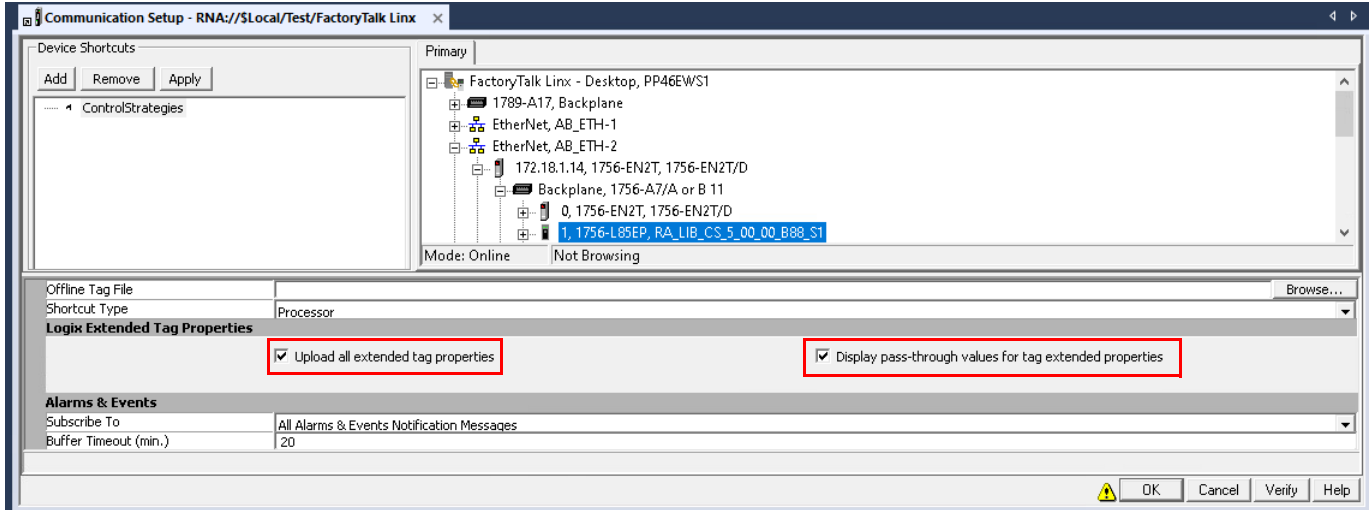 Communication Setup - RNA://$Local/Test/FactoryTalk Linx
Device Shortcuts
Add Remove Apply
ControlStrategies
Primary
FactoryTalk Linx - Desktop, PP46EWS1
1789-A17, Backplane
EtherNet, AB_ETH-1
EtherNet, AB_ETH-2
172.18.1.14, 1756-EN2T, 1756-EN2T/D
Backplane, 1756-A7/A or B 11
0, 1756-EN2T, 1756-EN2T/D
1, 1756-L85EP, RA_LIB_CS_5_00_00_B88_S1
Mode: Online Not Browsing
Offline Tag File Browse...
Shortcut Type Processor
Logix Extended Tag Properties
Upload all extended tag properties Display pass-through values for tag extended properties
Alarms & Events
Subscribe To All Alarms & Events Notification Messages
Buffer Timeout (min.) 20
OK Cancel Verify Help